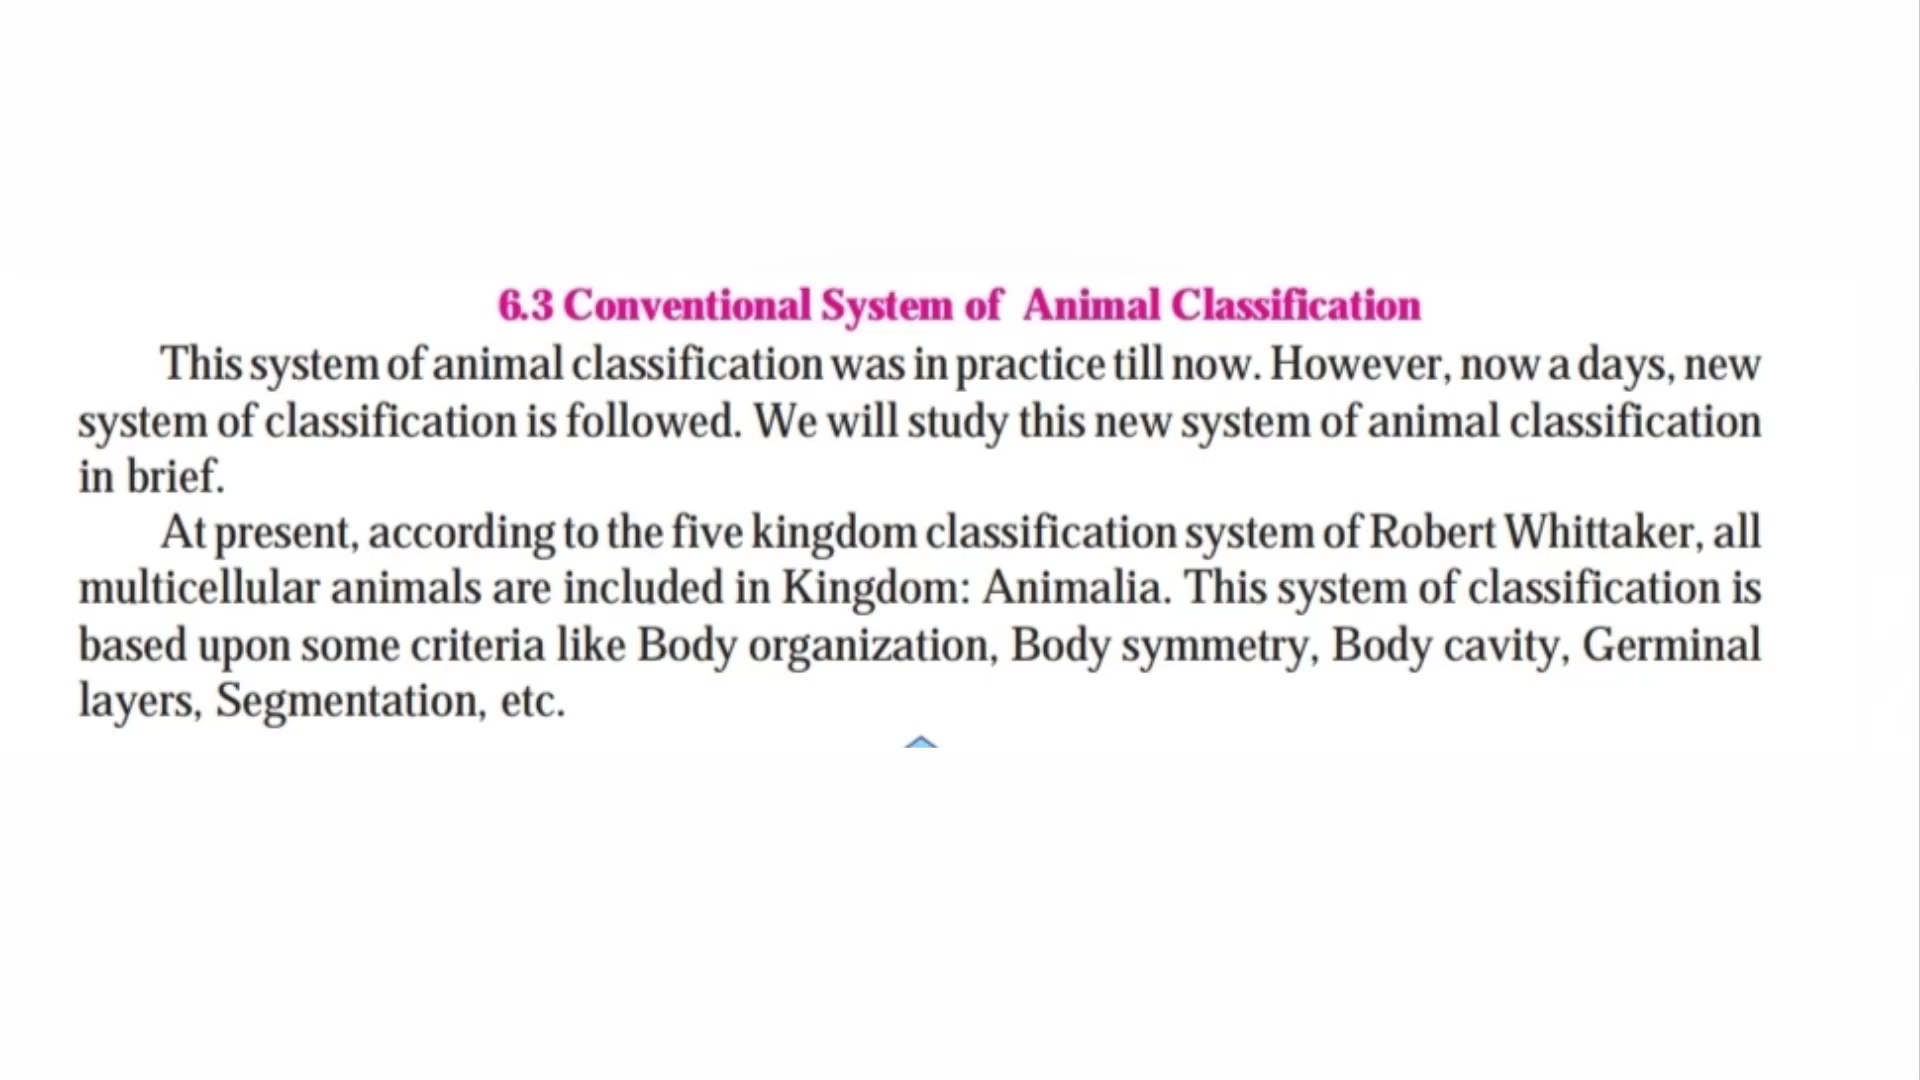 6.3 Conventional System of Animal Classification
This system of animal classification was in practice till now. However, now a days, new
system of classification is followed. We will study this new system of animal classification
in brief.
At present, according to the five kingdom classification system of Robert Whittaker, all
multicellular animals are included in Kingdom: Animalia. This system of classification is
based upon some criteria like Body organization, Body symmetry, Body cavity, Germinal
layers, Segmentation, etc.